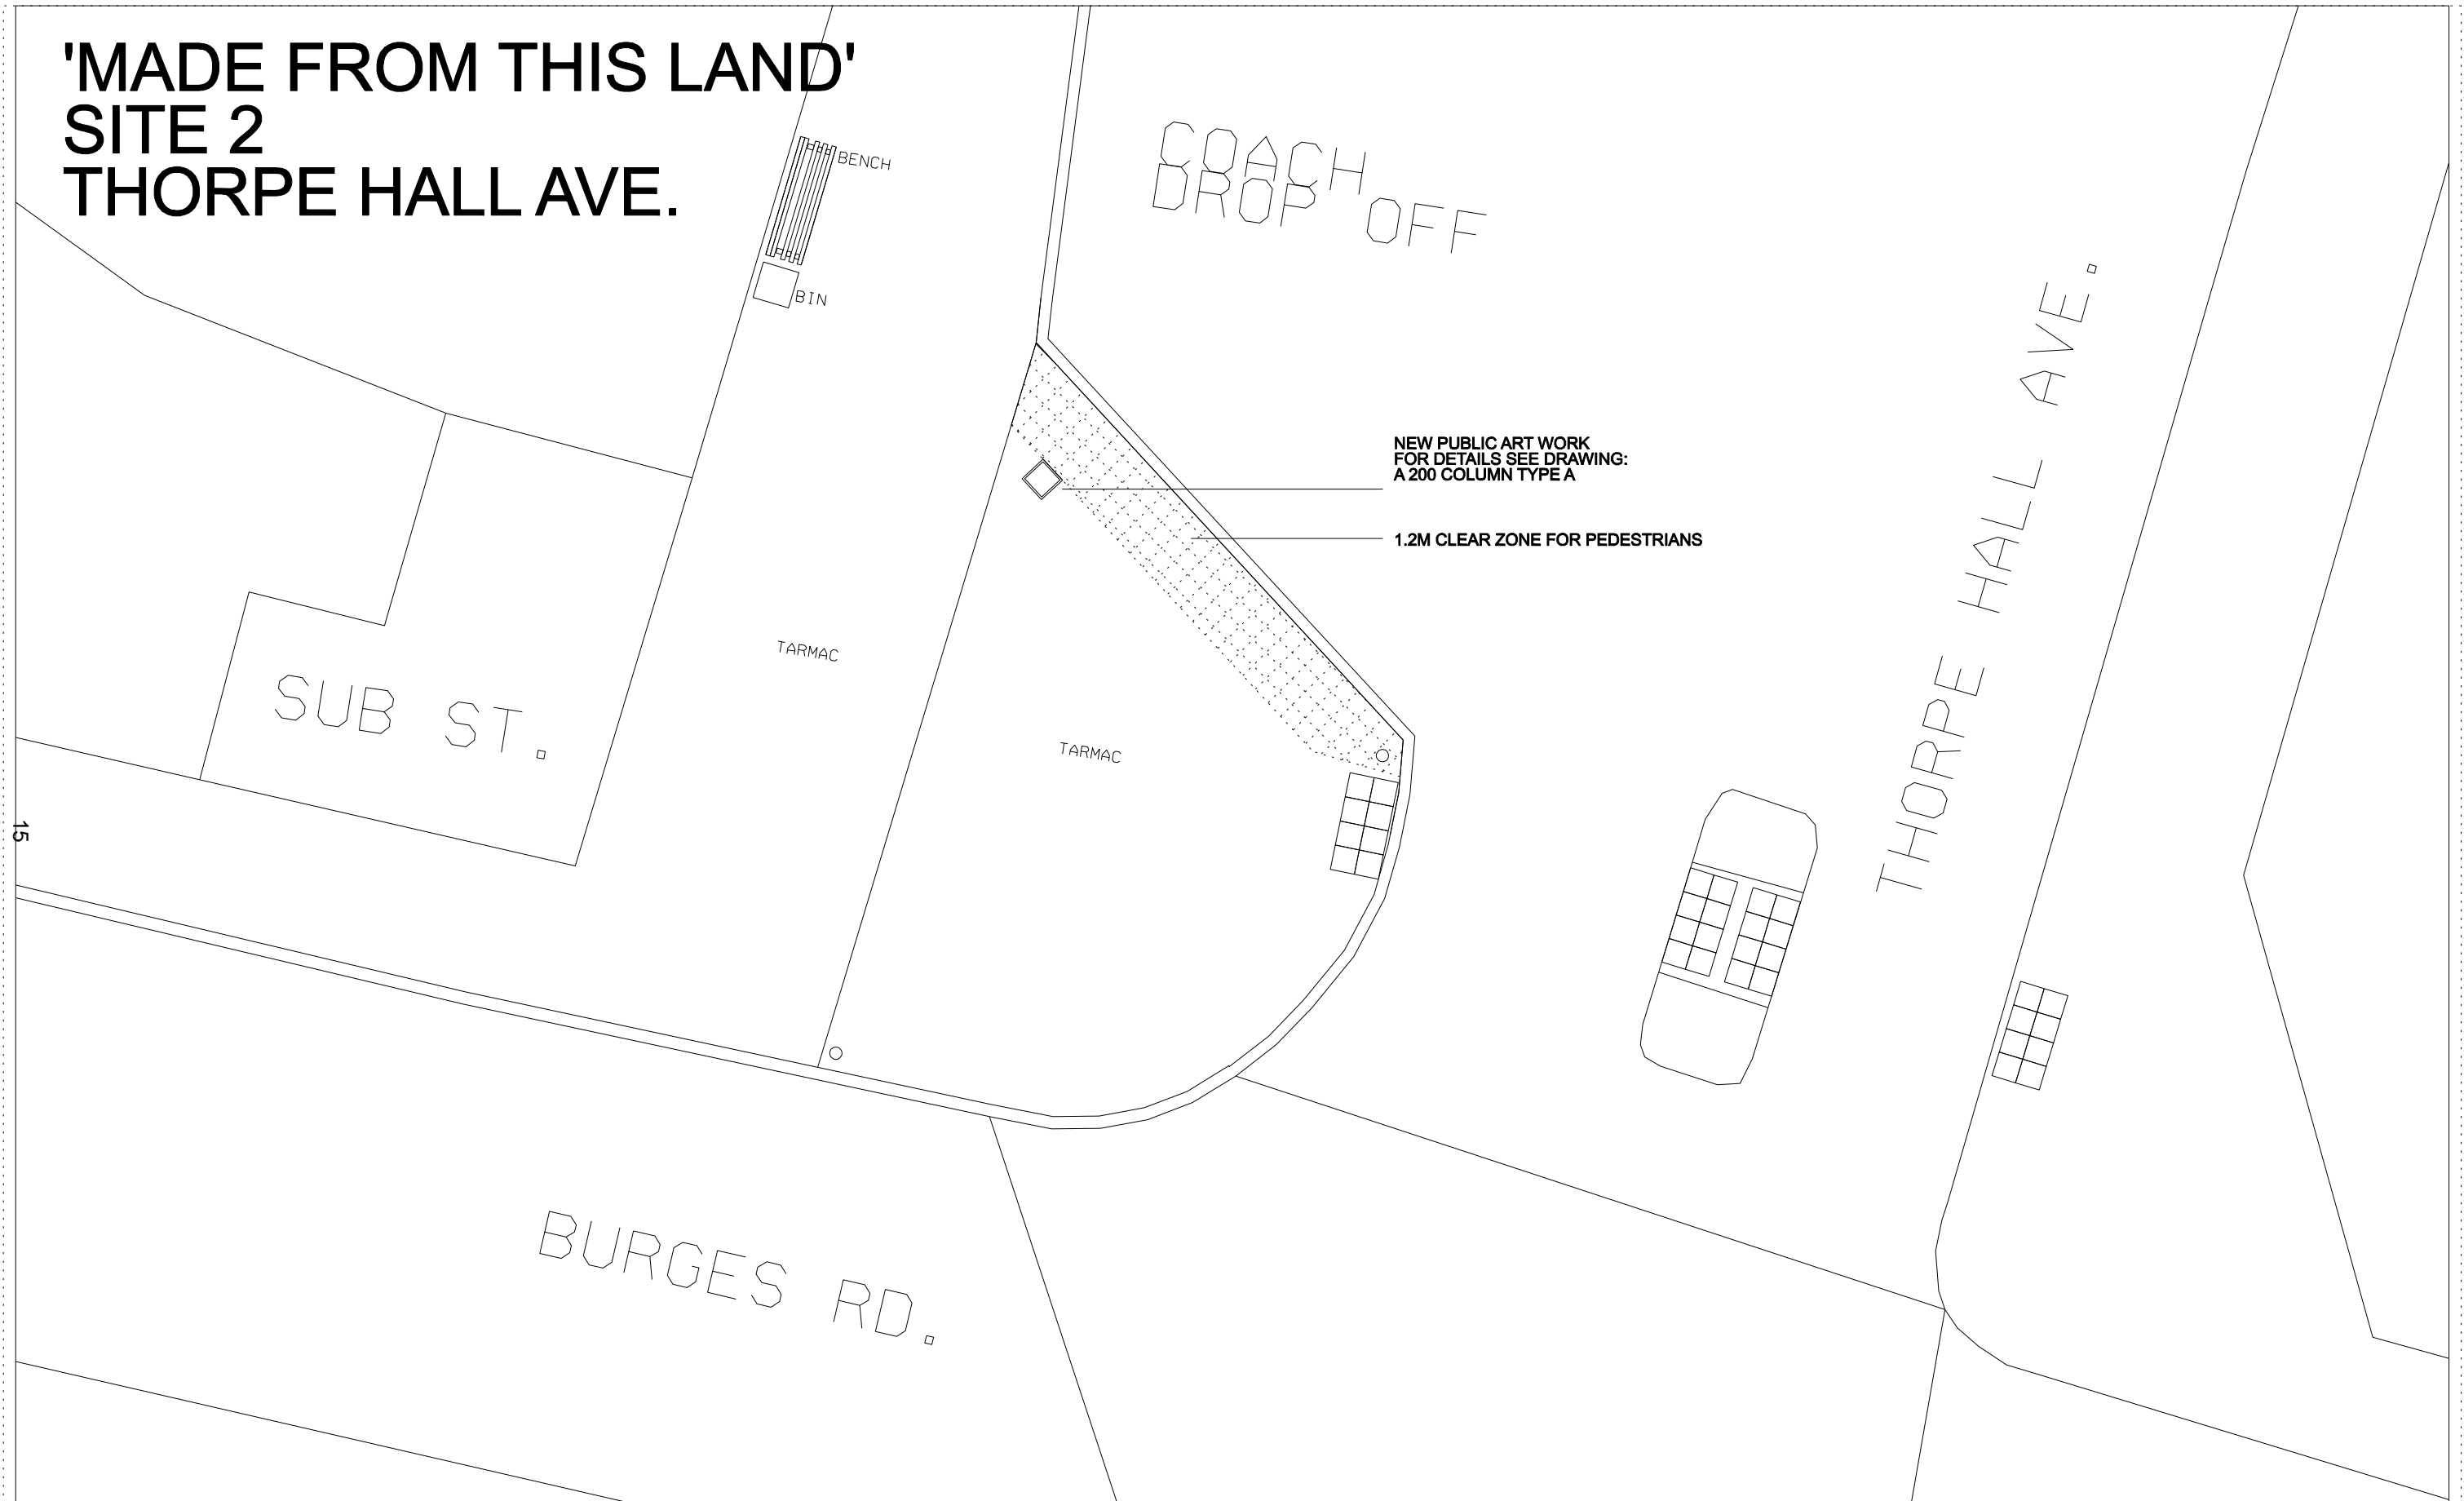 'MADE FROM THIS LAND'
SITE 2
THORPE HALL AVE.
BENCH
BIN
COACH
DROP OFF
THORPE HALL AVE.
NEW PUBLIC ART WORK
FOR DETAILS SEE DRAWING:
A 200 COLUMN TYPE A
1.2M CLEAR ZONE FOR PEDESTRIANS
TARMAC
TARMAC
SUB ST.
15
BURGES RD.